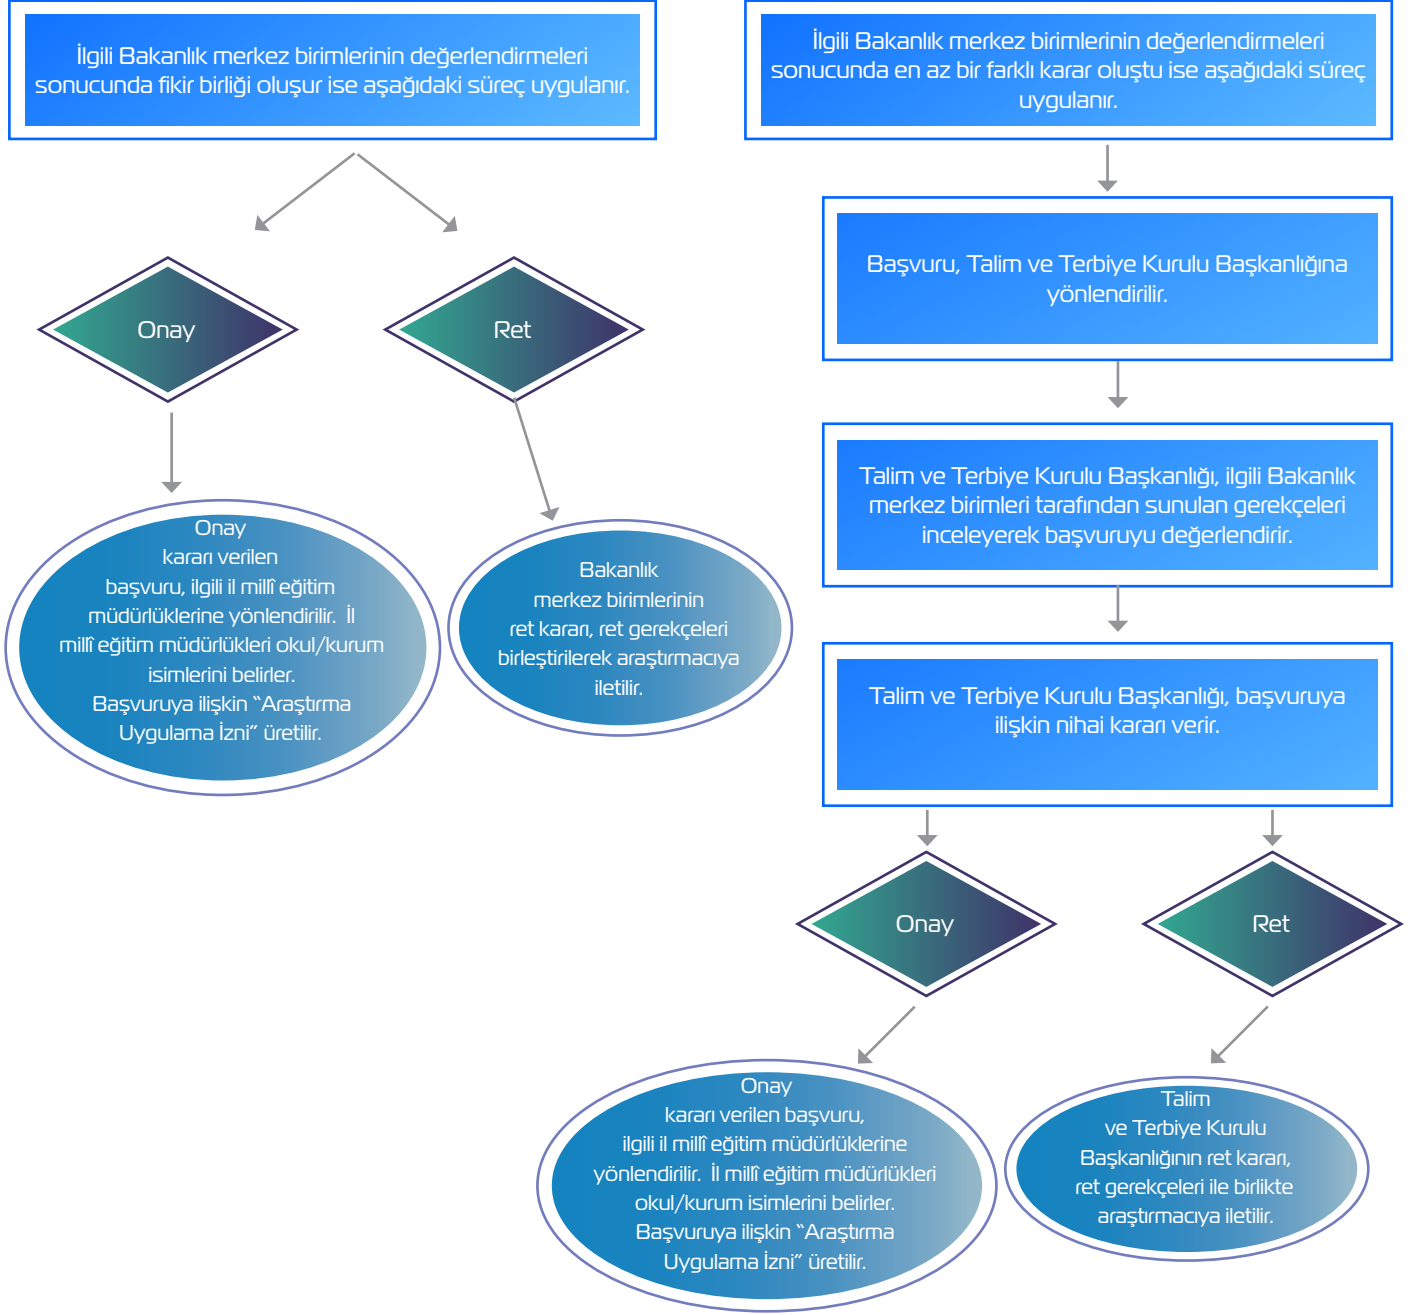 İlgili Bakanlık merkez birimlerinin değerlendirmeleri
sonucunda fikir birliği oluşur ise aşağıdaki süreç uygulanır.
Onay
Ret
Onay
kararı verilen
başvuru, ilgili il millî eğitim
müdürlüklerine yönlendirilir. İl
millî eğitim müdürlükleri okul/kurum
isimlerini belirler.
Başvuruya ilişkin “Araştırma
Uygulama İzni” üretilir.
Bakanlık
merkez birimlerinin
ret kararı, ret gerekçeleri
birleştirilerek araştırmacıya
iletilir.
İlgili Bakanlık merkez birimlerinin değerlendirmeleri
sonucunda en az bir farklı karar oluştu ise aşağıdaki süreç
uygulanır.
Başvuru, Talim ve Terbiye Kurulu Başkanlığına
yönlendirilir.
Talim ve Terbiye Kurulu Başkanlığı, ilgili Bakanlık
merkez birimleri tarafından sunulan gerekçeleri
inceleyerek başvuruyu değerlendirir.
Talim ve Terbiye Kurulu Başkanlığı, başvuruya
ilişkin nihai kararı verir.
Onay
Ret
Onay
kararı verilen başvuru,
ilgili il millî eğitim müdürlüklerine
yönlendirilir. İl millî eğitim müdürlükleri
okul/kurum isimlerini belirler.
Başvuruya ilişkin “Araştırma
Uygulama İzni” üretilir.
Talim
ve Terbiye Kurulu
Başkanlığının ret kararı,
ret gerekçeleri ile birlikte
araştırmacıya iletilir.